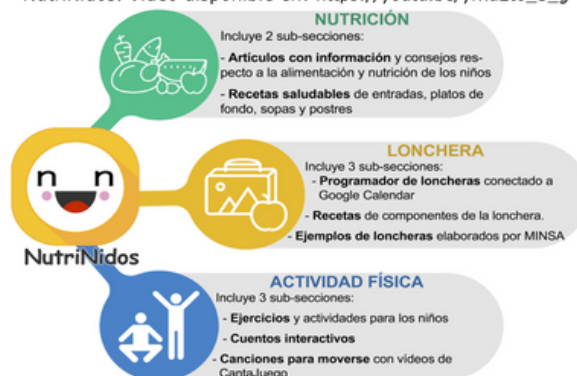 NUTRICIÓN
Incluye 2 sub-secciones:
- Artículos con información y consejos res-
pecto a la alimentación y nutrición de los niños
- Recetas saludables de entradas, platos de
fondo, sopas y postres
n n
NutriNidos
LONCHERA
Incluye 3 sub-secciones:
- Programador de loncheras conectado a
Google Calendar
- Recetas de componentes de la lonchera.
- Ejemplos de loncheras elaborados por MINSA
ACTIVIDAD FÍSICA
Incluye 3 sub-secciones:
- Ejercicios y actividades para los niños
- Cuentos interactivos
- Canciones para moverse con vídeos de
CantaJuego